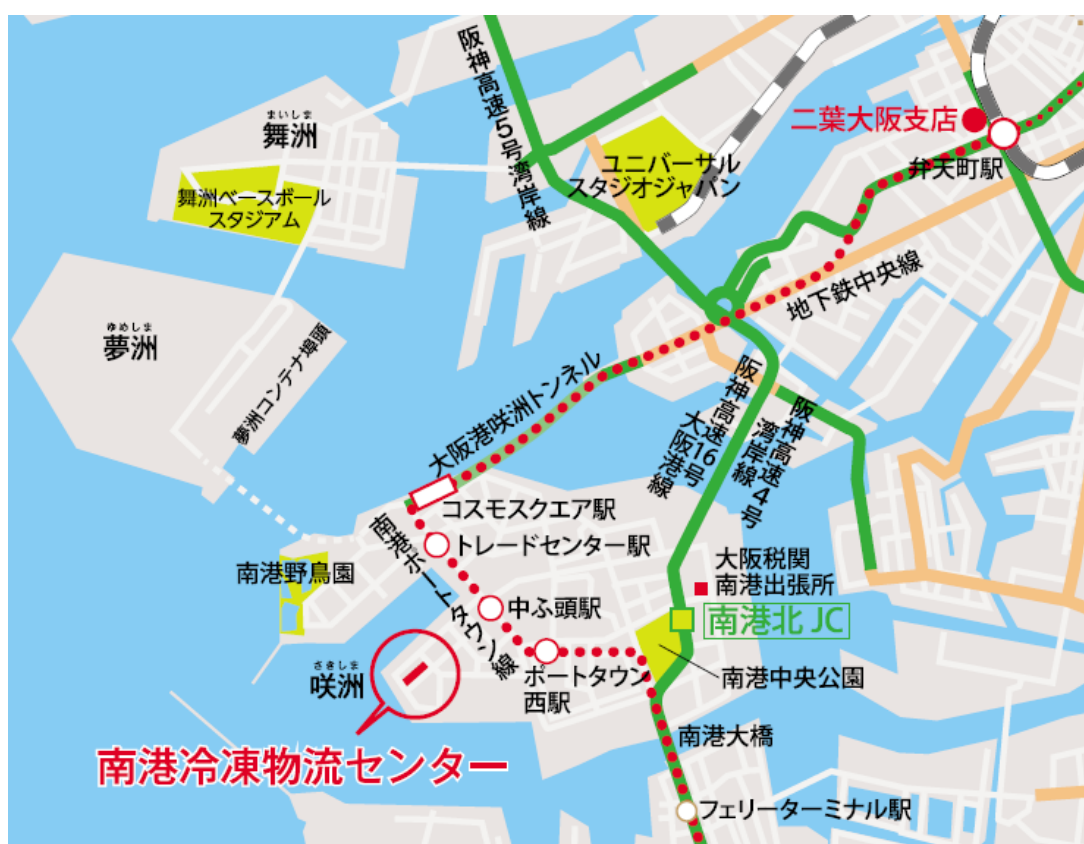 阪神高速5号湾岸線
まいしま
舞洲
舞洲ベースボール
スタジアム
ユニバーサル
スタジオジャパン
二葉大阪支店
弁天町駅
地下鉄中央線
ゆめしま
夢洲
夢洲コンテナ埠頭
大阪港咲洲トンネル
阪神高速16号
大阪港線
阪神高速4号
湾岸線
コスモスクエア駅
トレードセンター駅
南港ポートタウン線
南港野鳥園
中ふ頭駅
大阪税関
南港出張所
南港北JC
さきしま
咲洲
ポートタウン
西駅
南港中央公園
南港大橋
南港冷凍物流センター
フェリーターミナル駅